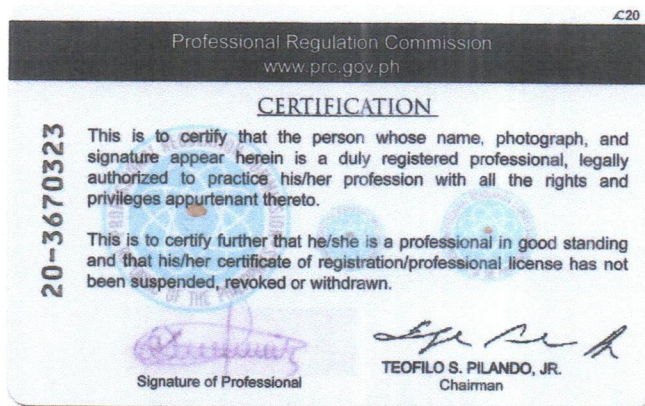 C20
Professional Regulation Commission
www.prc.gov.ph
CERTIFICATION
20-3670323
This is to certify that the person whose name, photograph, and
signature appear herein is a duly registered professional, legally
authorized to practice his/her profession with all the rights and
privileges appurtenant thereto.
This is to certify further that he/she is a professional in good standing
and that his/her certificate of registration/professional license has not
been suspended, revoked or withdrawn.
Signature of Professional
TEOFILO S. PILANDO, JR.
Chairman